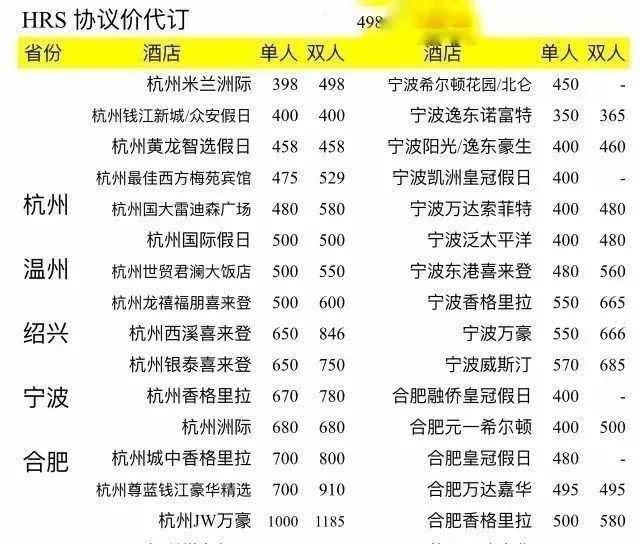 HRS 协议价代订 498
省份 酒店 单人 双人 酒店 单人 双人
杭州米兰洲际 398 498 宁波希尔顿花园/北仑 450 -
杭州钱江新城/众安假日 400 400 宁波逸东诺富特 350 365
杭州黄龙智选假日 458 458 宁波阳光/逸东豪生 400 460
杭州最佳西方梅苑宾馆 475 529 宁波凯洲皇冠假日 400 -
杭州 杭州国大雷迪森广场 480 580 宁波万达索菲特 400 480
杭州国际假日 500 500 宁波泛太平洋 400 480
温州 杭州世贸君澜大饭店 500 550 宁波东港喜来登 480 560
杭州龙禧福朋喜来登 500 600 宁波香格里拉 550 665
绍兴 杭州西溪喜来登 650 846 宁波万豪 550 666
杭州银泰喜来登 650 750 宁波威斯汀 570 685
宁波 杭州香格里拉 670 780 合肥融侨皇冠假日 400 -
杭州洲际 680 680 合肥元一希尔顿 400 500
合肥 杭州城中香格里拉 700 800 合肥皇冠假日 480 -
杭州尊蓝钱江豪华精选 700 910 合肥万达嘉华 495 495
杭州JW万豪 1000 1185 合肥香格里拉 500 580